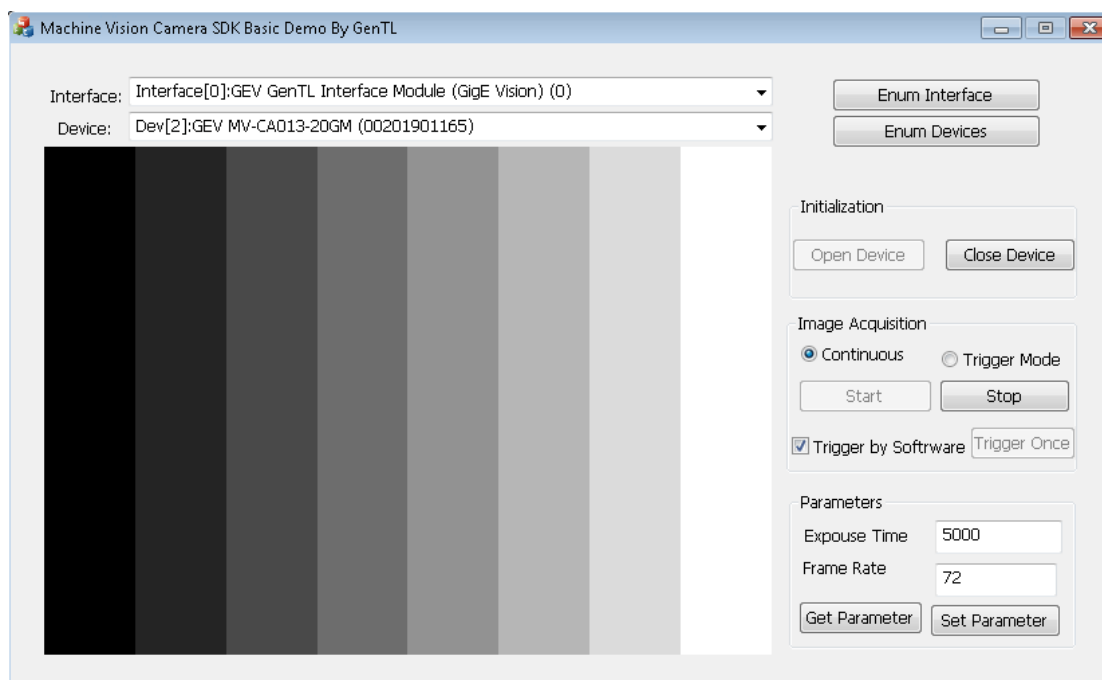 Machine Vision Camera SDK Basic Demo By GenTL
Interface: Interface[0]:GEV GenTL Interface Module (GigE Vision) (0)
Enum Interface
Device: Dev[2]:GEV MV-CA013-20GM (00201901165)
Enum Devices
Initialization
Open Device Close Device
Image Acquisition
Continuous Trigger Mode
Start Stop
Trigger by Softrware Trigger Once
Parameters
Expouse Time 5000
Frame Rate 72
Get Parameter Set Parameter